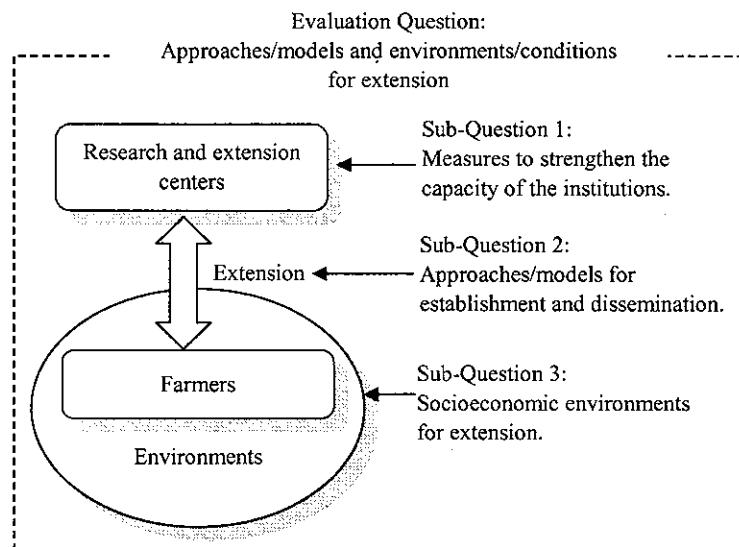 Evaluation Question:
Approaches/models and environments/conditions
for extension
Research and extension
centers
Sub-Question 1:
Measures to strengthen the
capacity of the institutions.
Extension
Sub-Question 2:
Approaches/models for
establishment and dissemination.
Farmers
Environments
Sub-Question 3:
Socioeconomic environments
for extension.